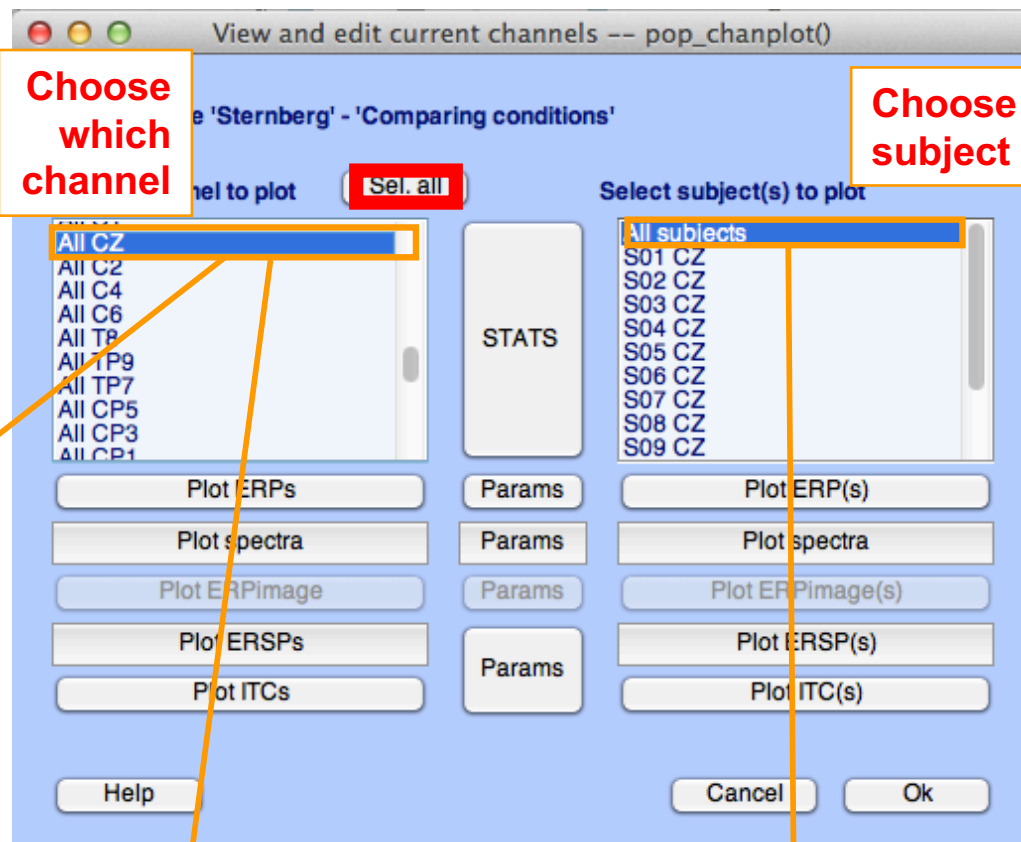 View and edit current channels -- pop_chanplot()
Choose
which
channel
e 'Sternberg' - 'Comparing conditions'
Choose
subject
nel to plot
Sel. all
Select subject(s) to plot
All CZ
All C2
All C4
All C6
All T8
All TP9
All TP7
All CP5
All CP3
All CP1
STATS
All subjects
S01 CZ
S02 CZ
S03 CZ
S04 CZ
S05 CZ
S06 CZ
S07 CZ
S08 CZ
S09 CZ
Plot ERPs
Params
Plot ERP(s)
Plot spectra
Params
Plot spectra
Plot ERPimage
Params
Plot ERPimage(s)
Plot ERSPs
Params
Plot ERSP(s)
Plot ITCs
Plot ITC(s)
Help
Cancel
Ok